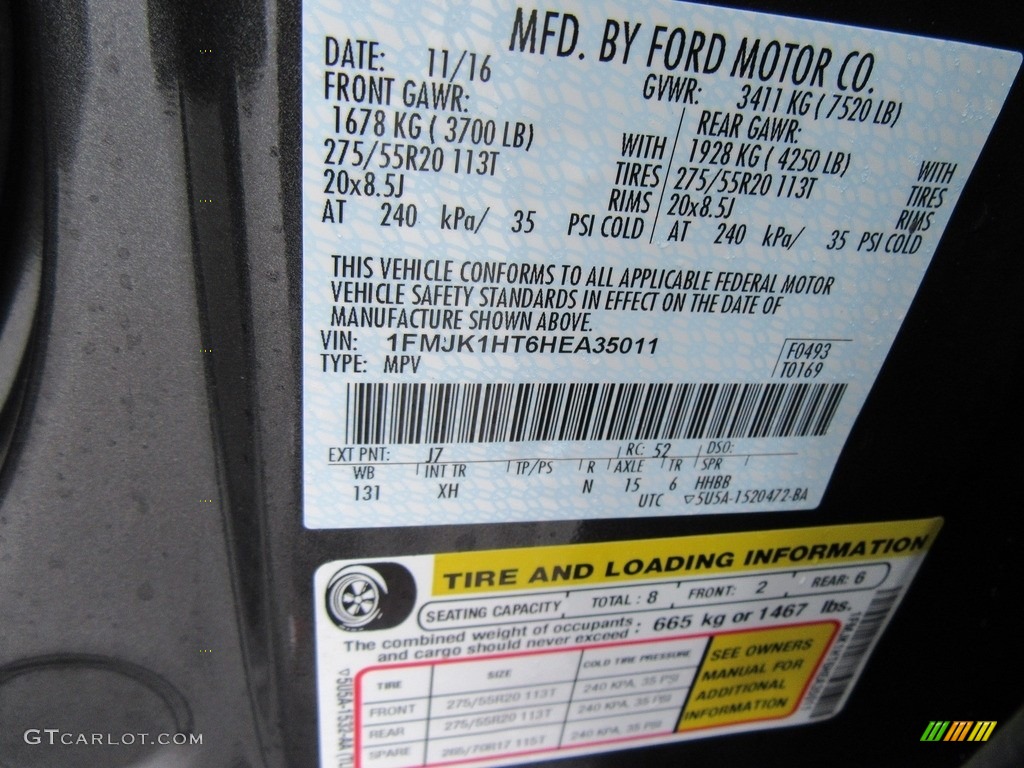 MFD. BY FORD MOTOR CO.
DATE: 11/16 GVWR: 3411 KG ( 7520 LB)
FRONT GAWR: REAR GAWR:
1678 KG ( 3700 LB) WITH 1928 KG ( 4250 LB) WITH
275/55R20 113T TIRES 275/55R20 113T TIRES
20x8.5J RIMS 20x8.5J RIMS
AT 240 kPa/ 35 PSI COLD AT 240 kPa/ 35 PSI COLD
THIS VEHICLE CONFORMS TO ALL APPLICABLE FEDERAL MOTOR
VEHICLE SAFETY STANDARDS IN EFFECT ON THE DATE OF
MANUFACTURE SHOWN ABOVE.
VIN: 1FMJK1HT6HEA35011 F0493
TYPE: MPV T0169
EXT PNT: J7 RC: 52 DSO:
WB INT TR TP/PS R AXLE TR SPR
131 XH N 15 6 HHBB
UTC ▽5U5A-1520472-BA
TIRE AND LOADING INFORMATION
SEATING CAPACITY TOTAL : 8 FRONT: 2 REAR: 6
The combined weight of occupants
and cargo should never exceed : 665 kg or 1467 lbs.
TIRE SIZE COLD TIRE PRESSURE
FRONT 275/55R20 113T 240 KPA, 35 PSI
REAR 275/55R20 113T 240 KPA, 35 PSI
SPARE 265/70R17 115T 240 KPA, 35 PSI
SEE OWNERS
MANUAL FOR
ADDITIONAL
INFORMATION
GTCARLOT.COM